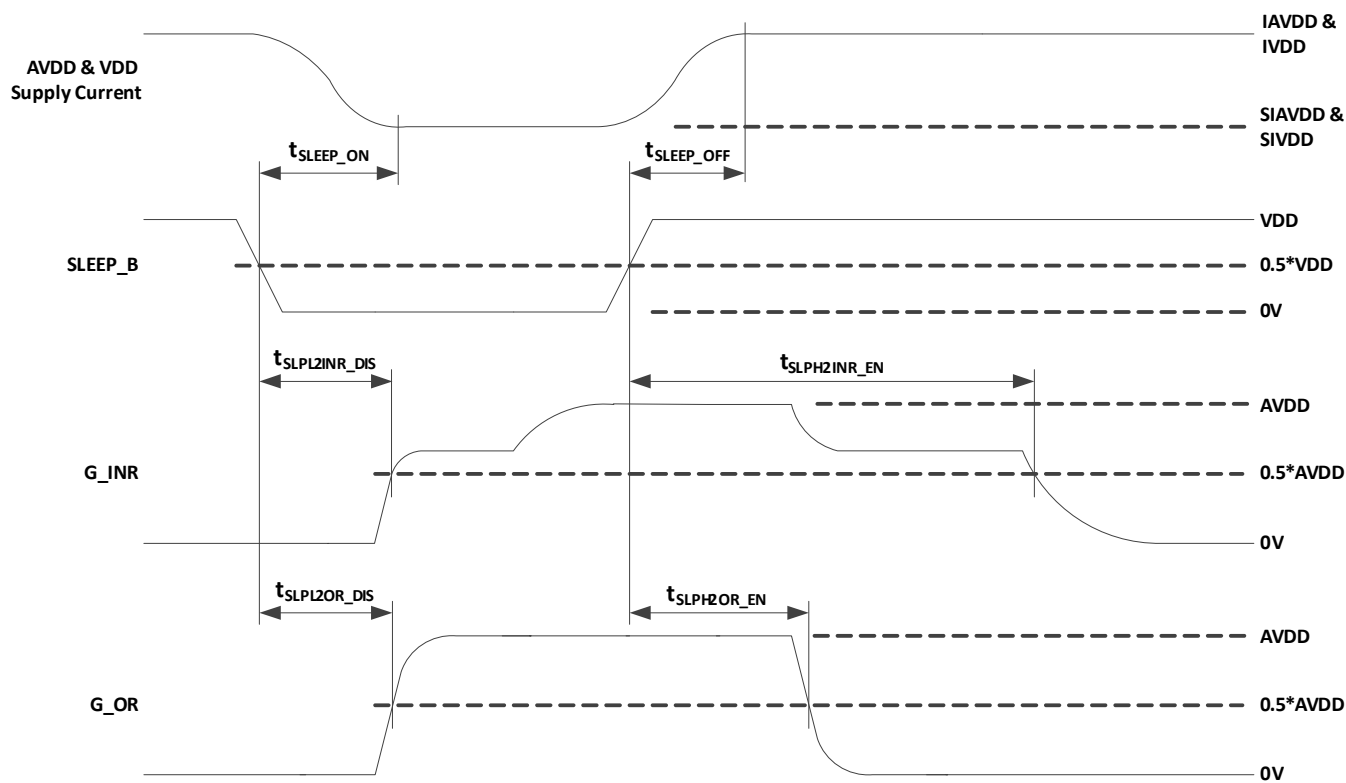 IAVDD &
IVDD
AVDD & VDD
Supply Current
SIAVDD &
SIVDD
tSLEEP_ON
tSLEEP_OFF
VDD
SLEEP_B
0.5*VDD
0V
tSLPL2INR_DIS
tSLPH2INR_EN
AVDD
G_INR
0.5*AVDD
0V
tSLPL2OR_DIS
tSLPH2OR_EN
AVDD
G_OR
0.5*AVDD
0V